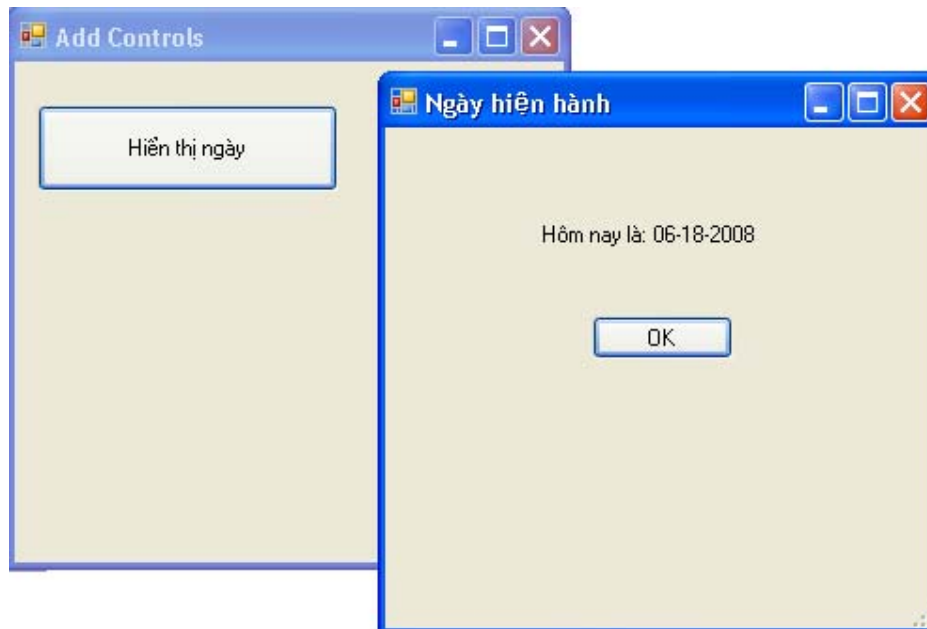 Add Controls
Hiển thị ngày
Ngày hiện hành
Hôm nay là: 06-18-2008
OK